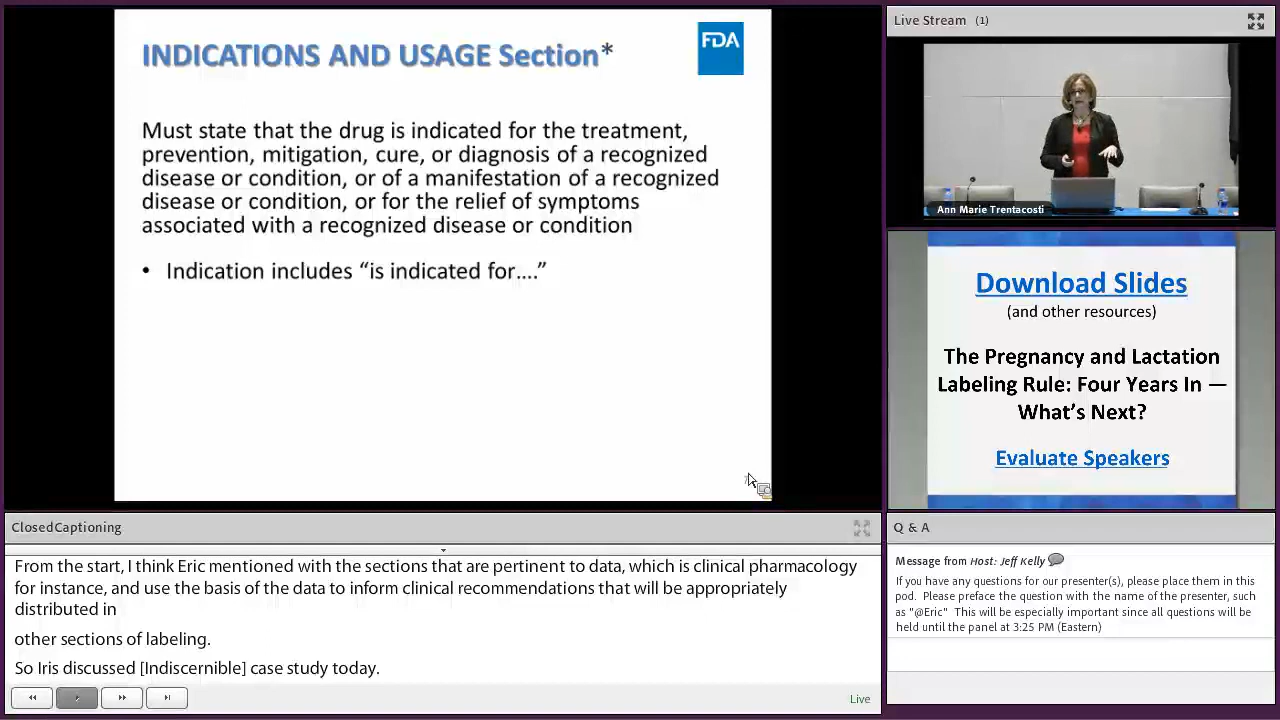 INDICATIONS AND USAGE Section*
FDA
Must state that the drug is indicated for the treatment,
prevention, mitigation, cure, or diagnosis of a recognized
disease or condition, or of a manifestation of a recognized
disease or condition, or for the relief of symptoms
associated with a recognized disease or condition
• Indication includes “is indicated for....”
Live Stream (1)
Ann Marie Trentacosti
Download Slides
(and other resources)
The Pregnancy and Lactation
Labeling Rule: Four Years In —
What’s Next?
Evaluate Speakers
ClosedCaptioning
From the start, I think Eric mentioned with the sections that are pertinent to data, which is clinical pharmacology
for instance, and use the basis of the data to inform clinical recommendations that will be appropriately
distributed in
other sections of labeling.
So Iris discussed [Indiscernible] case study today.
Live
Q & A
Message from Host: Jeff Kelly
If you have any questions for our presenter(s), please place them in this
pod. Please preface the question with the name of the presenter, such
as "@Eric" This will be especially important since all questions will be
held until the panel at 3:25 PM (Eastern)